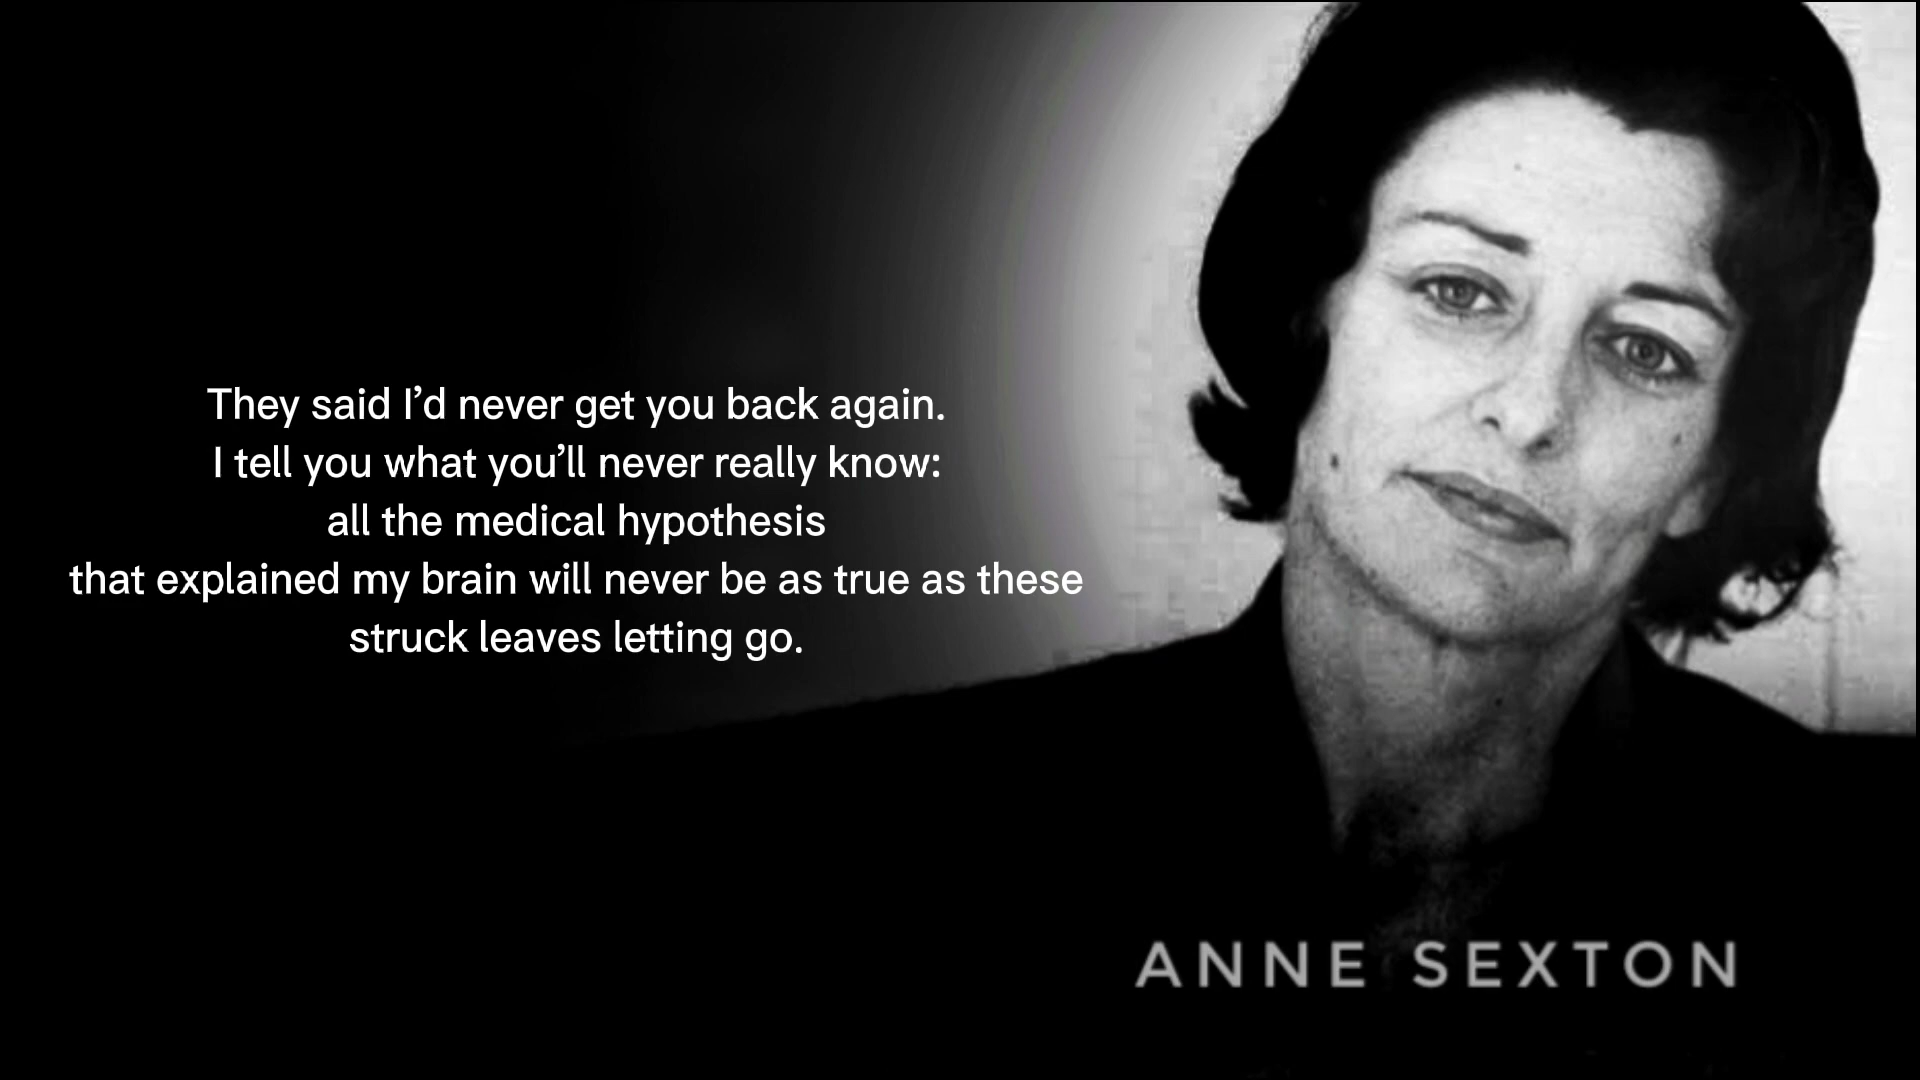 They said I’d never get you back again.
I tell you what you’ll never really know:
all the medical hypothesis
that explained my brain will never be as true as these
struck leaves letting go.
ANNE SEXTON